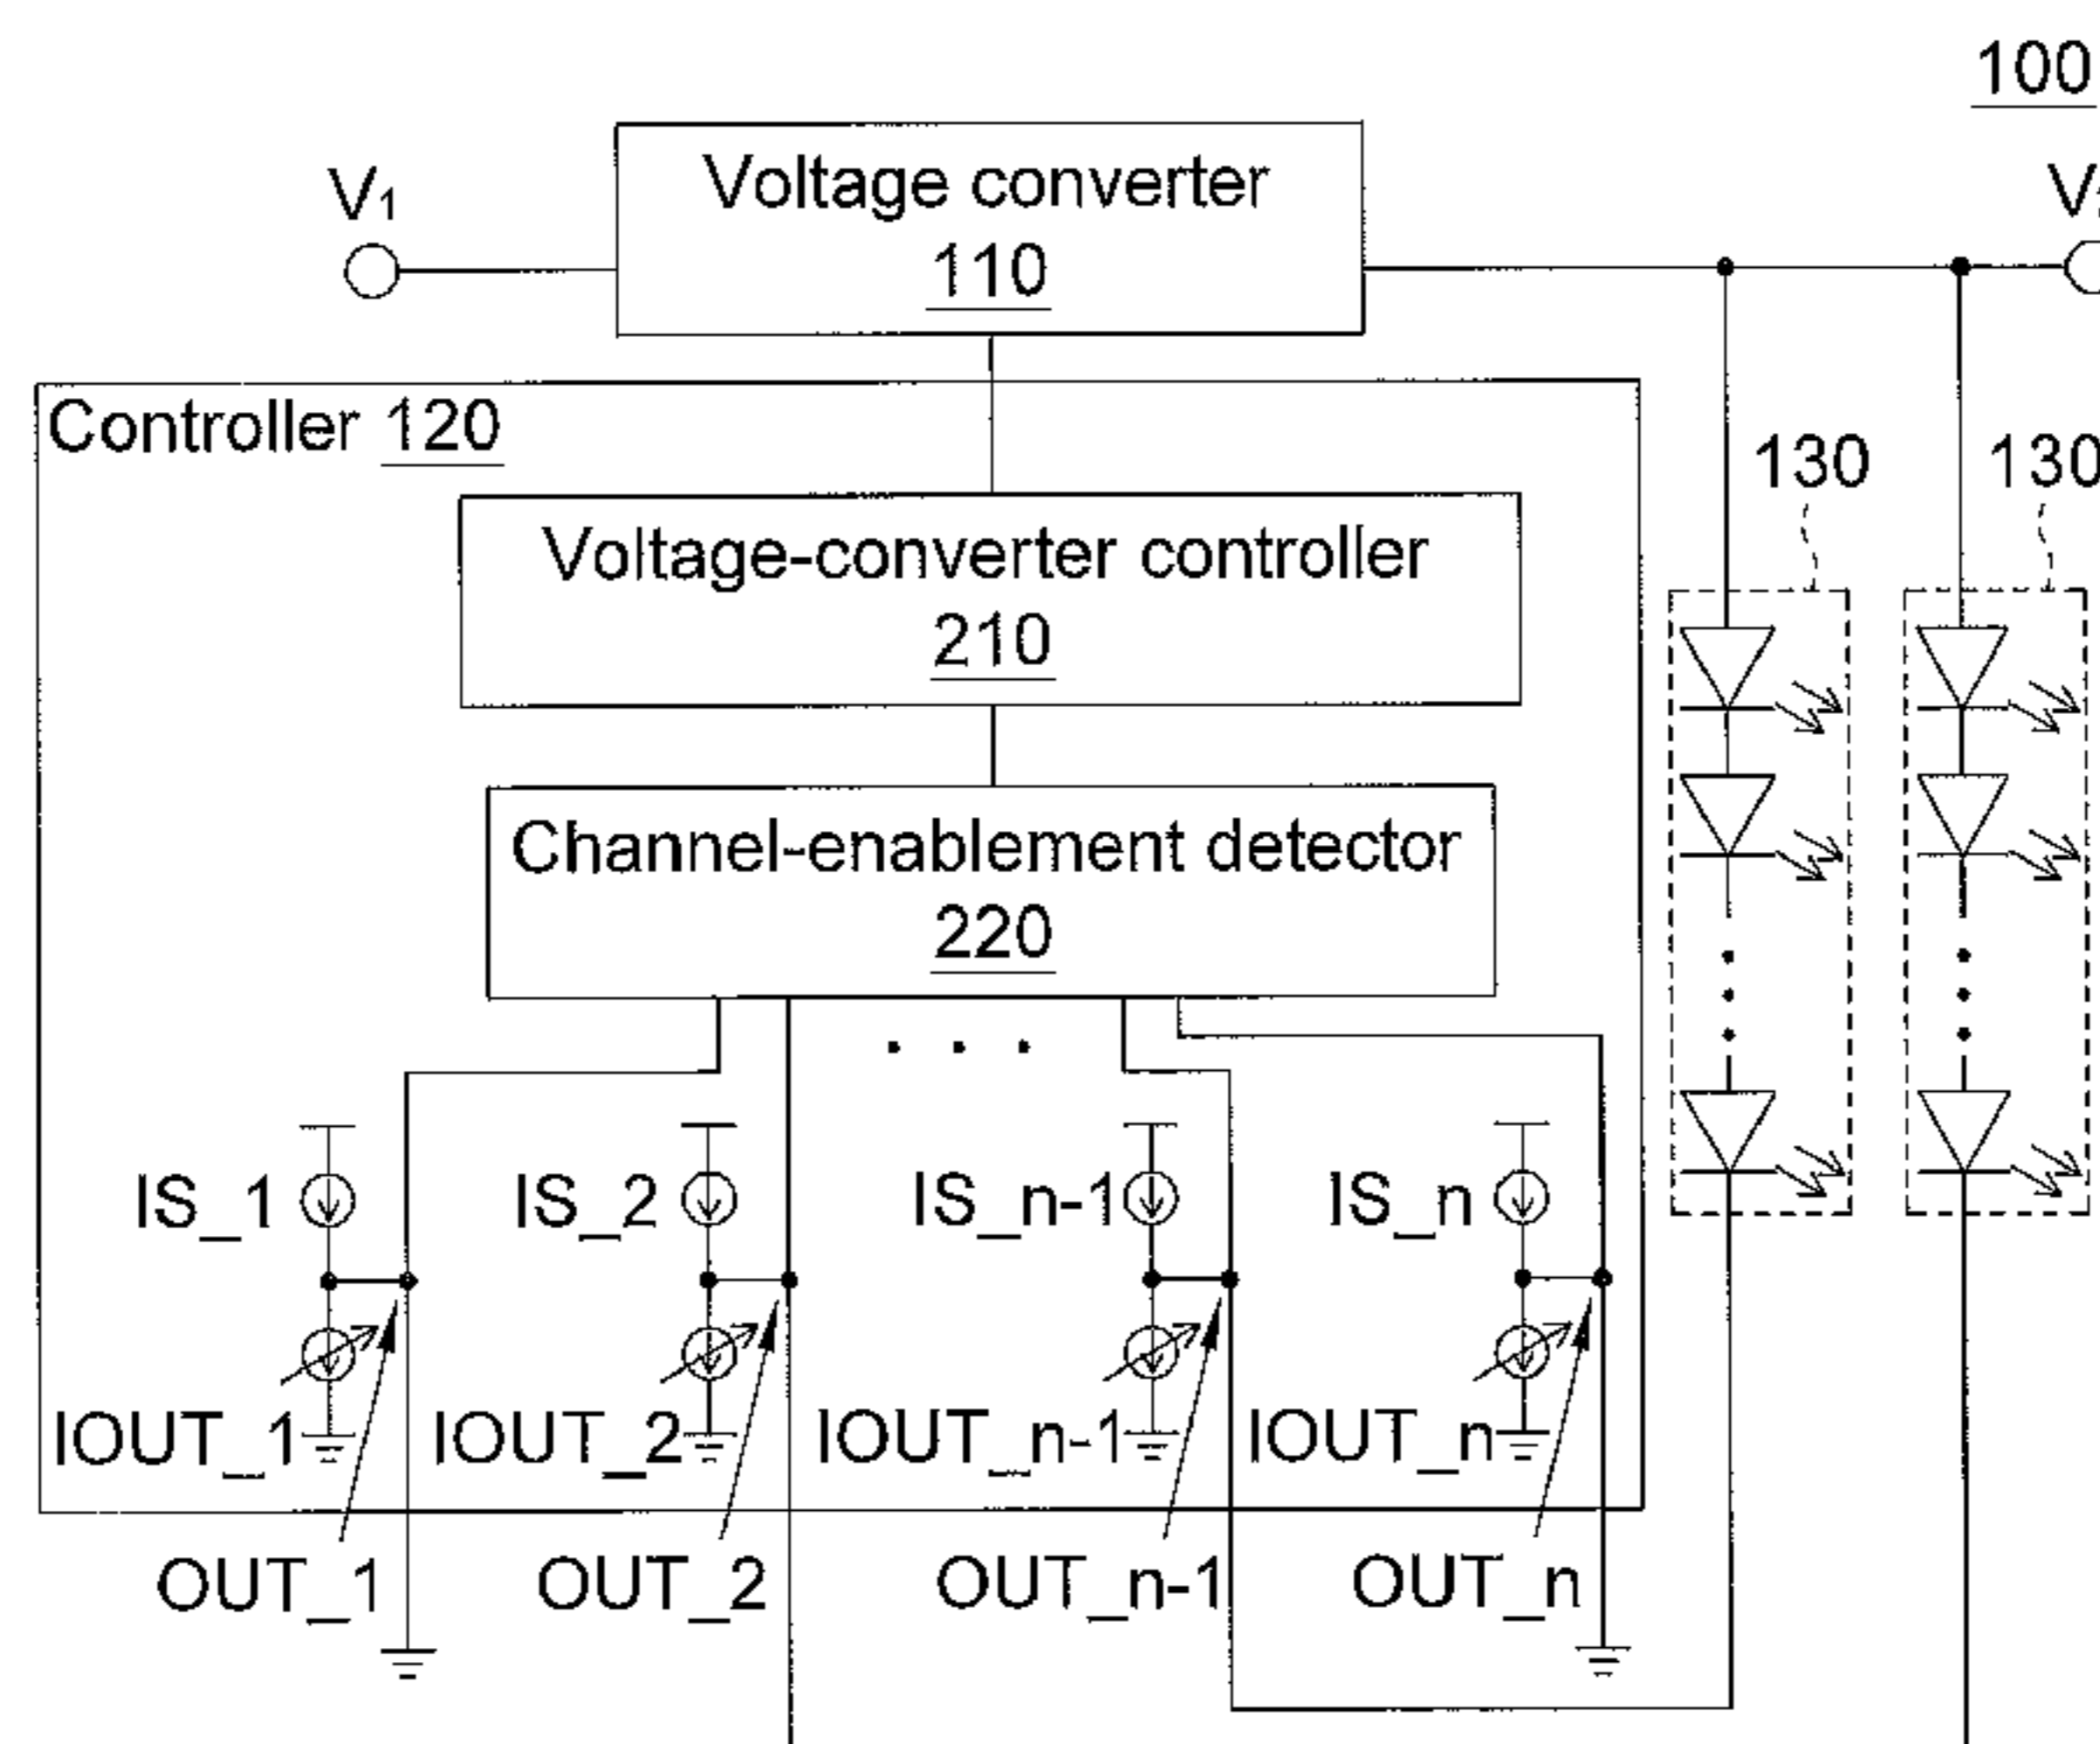 100
V1
Voltage converter
110
V
Controller 120
130
130
Voltage-converter controller
210
Channel-enablement detector
220
IS_1
IS_2
IS_n-1
IS_n
IOUT_1
IOUT_2
IOUT_n-1
IOUT_n
OUT_1
OUT_2
OUT_n-1
OUT_n